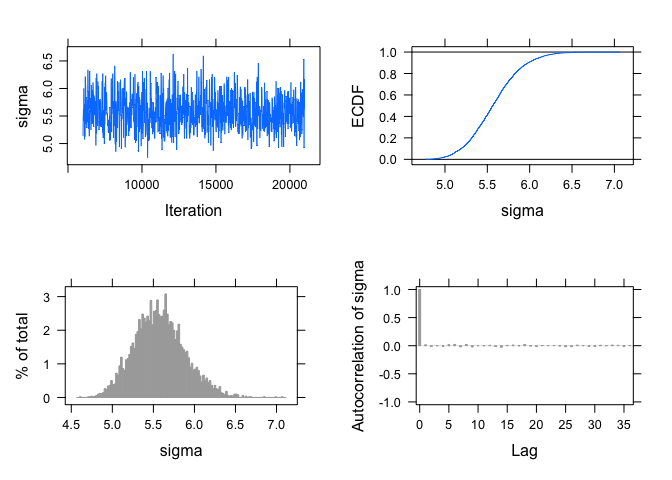 sigma
6.5
6.0
5.5
5.0
10000 15000 20000
Iteration
ECDF
1.0
0.8
0.6
0.4
0.2
0.0
5.0 5.5 6.0 6.5 7.0
sigma
% of total
3
2
1
0
4.5 5.0 5.5 6.0 6.5 7.0
sigma
Autocorrelation of sigma
1.0
0.5
0.0
-0.5
-1.0
0 5 10 15 20 25 30 35
Lag